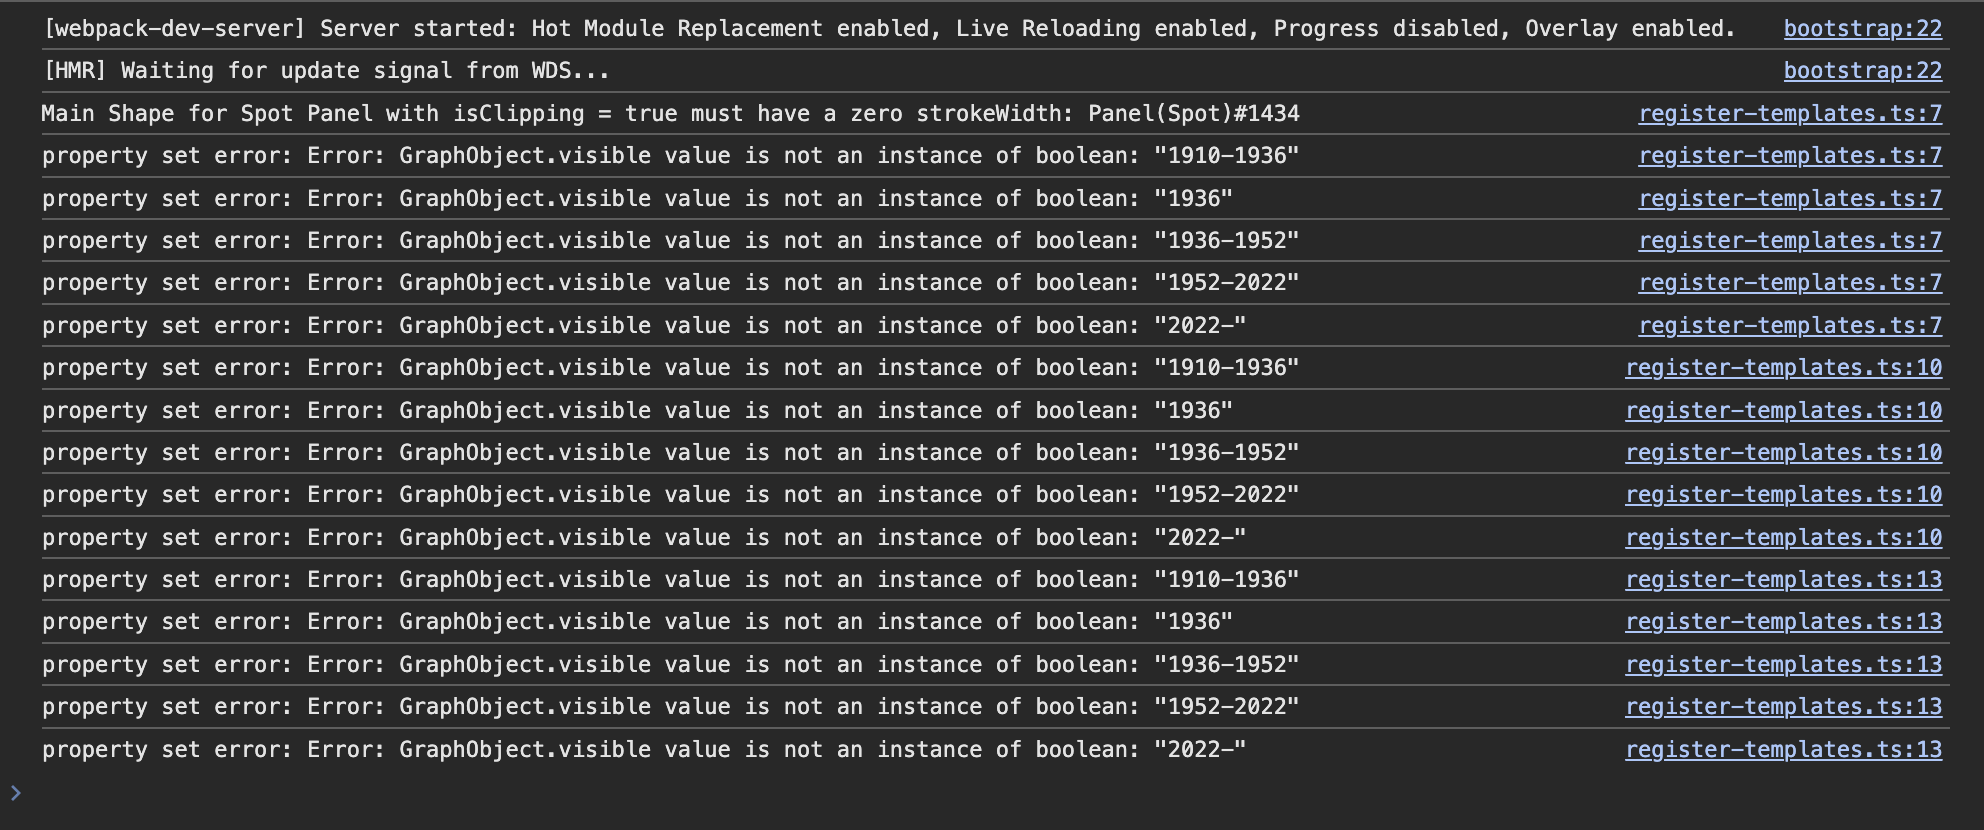 [webpack-dev-server] Server started: Hot Module Replacement enabled, Live Reloading enabled, Progress disabled, Overlay enabled. bootstrap:22
[HMR] Waiting for update signal from WDS... bootstrap:22
Main Shape for Spot Panel with isClipping = true must have a zero strokeWidth: Panel(Spot)#1434 register-templates.ts:7
property set error: Error: GraphObject.visible value is not an instance of boolean: "1910-1936" register-templates.ts:7
property set error: Error: GraphObject.visible value is not an instance of boolean: "1936" register-templates.ts:7
property set error: Error: GraphObject.visible value is not an instance of boolean: "1936-1952" register-templates.ts:7
property set error: Error: GraphObject.visible value is not an instance of boolean: "1952-2022" register-templates.ts:7
property set error: Error: GraphObject.visible value is not an instance of boolean: "2022-" register-templates.ts:7
property set error: Error: GraphObject.visible value is not an instance of boolean: "1910-1936" register-templates.ts:10
property set error: Error: GraphObject.visible value is not an instance of boolean: "1936" register-templates.ts:10
property set error: Error: GraphObject.visible value is not an instance of boolean: "1936-1952" register-templates.ts:10
property set error: Error: GraphObject.visible value is not an instance of boolean: "1952-2022" register-templates.ts:10
property set error: Error: GraphObject.visible value is not an instance of boolean: "2022-" register-templates.ts:10
property set error: Error: GraphObject.visible value is not an instance of boolean: "1910-1936" register-templates.ts:13
property set error: Error: GraphObject.visible value is not an instance of boolean: "1936" register-templates.ts:13
property set error: Error: GraphObject.visible value is not an instance of boolean: "1936-1952" register-templates.ts:13
property set error: Error: GraphObject.visible value is not an instance of boolean: "1952-2022" register-templates.ts:13
property set error: Error: GraphObject.visible value is not an instance of boolean: "2022-" register-templates.ts:13